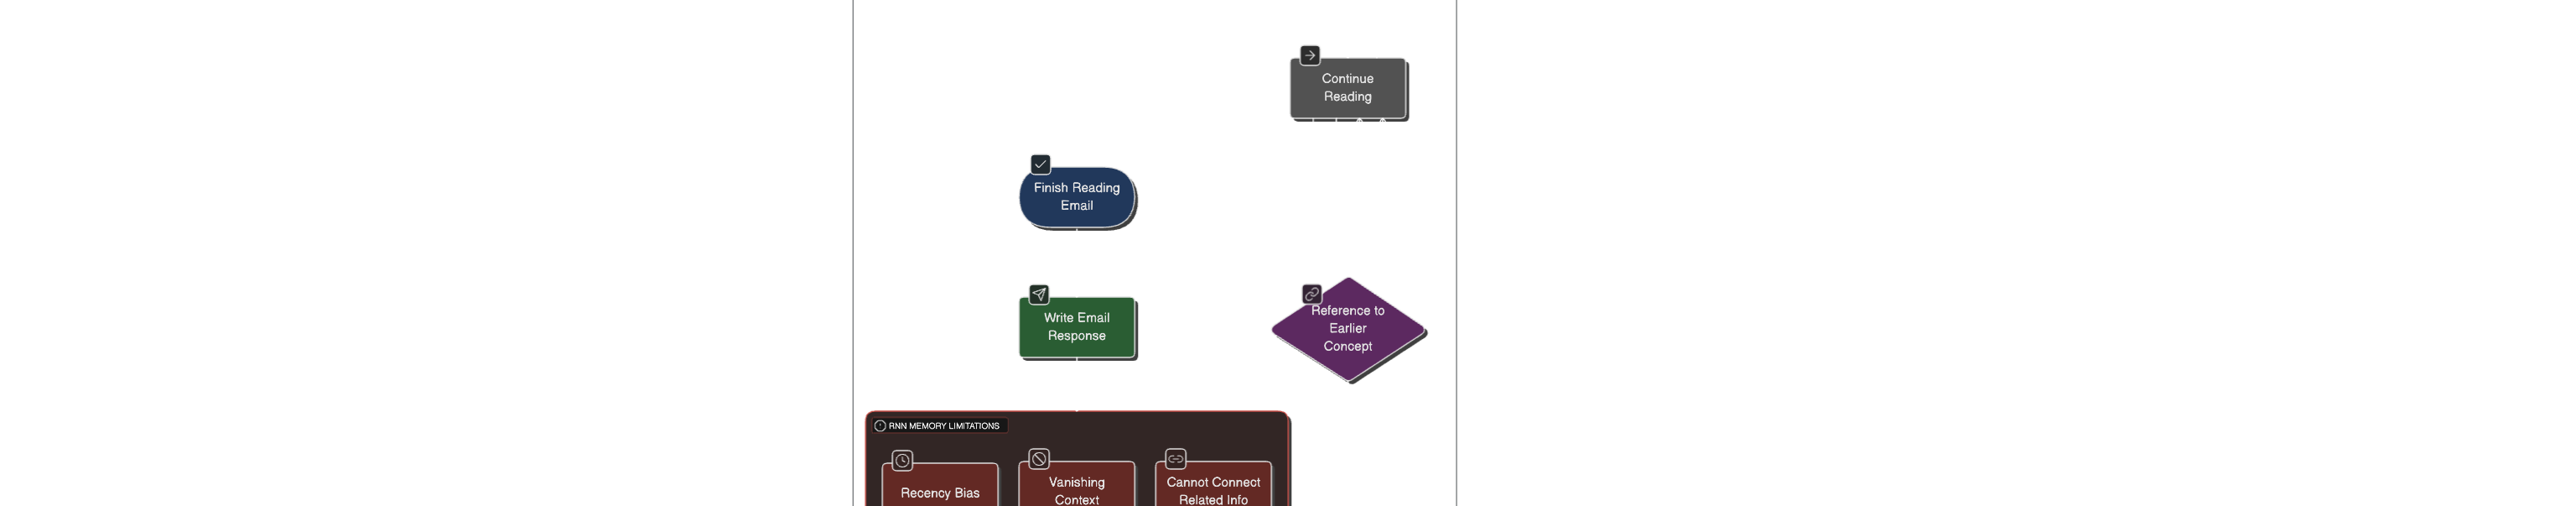 Continue
Reading
Finish Reading
Email
Write Email
Response
Reference to
Earlier
Concept
RNN MEMORY LIMITATIONS
Recency Bias
Vanishing
Context
Cannot Connect
Related Info